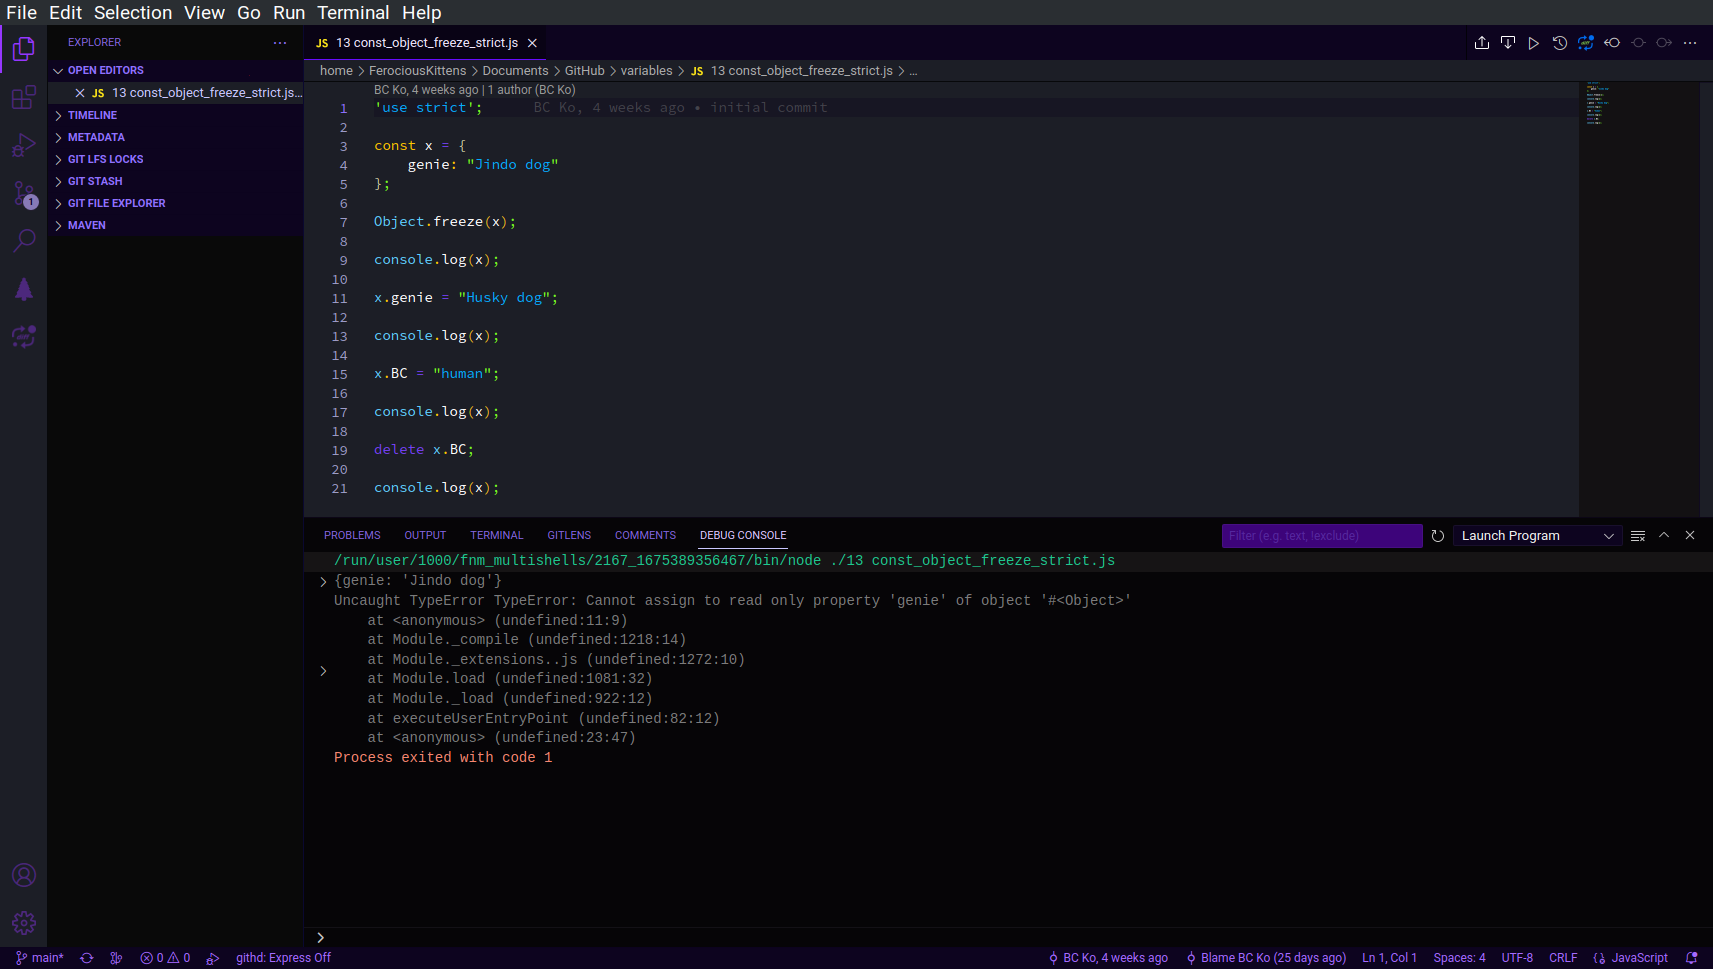 File Edit Selection View Go Run Terminal Help
EXPLORER
OPEN EDITORS
JS 13 const_object_freeze_strict.js...
TIMELINE
METADATA
GIT LFS LOCKS
GIT STASH
GIT FILE EXPLORER
MAVEN
1
JS 13 const_object_freeze_strict.js
home > FerociousKittens > Documents > GitHub > variables > JS 13 const_object_freeze_strict.js > ...
BC Ko, 4 weeks ago | 1 author (BC Ko)
1 'use strict'; BC Ko, 4 weeks ago • initial commit
2
3 const x = {
4 genie: "Jindo dog"
5 };
6
7 Object.freeze(x);
8
9 console.log(x);
10
11 x.genie = "Husky dog";
12
13 console.log(x);
14
15 x.BC = "human";
16
17 console.log(x);
18
19 delete x.BC;
20
21 console.log(x);
PROBLEMS OUTPUT TERMINAL GITLENS COMMENTS DEBUG CONSOLE Filter (e.g. text, !exclude) Launch Program
/run/user/1000/fnm_multishells/2167_1675389356467/bin/node ./13 const_object_freeze_strict.js
> {genie: 'Jindo dog'}
Uncaught TypeError TypeError: Cannot assign to read only property 'genie' of object '#<Object>'
at <anonymous> (undefined:11:9)
at Module._compile (undefined:1218:14)
at Module._extensions..js (undefined:1272:10)
at Module.load (undefined:1081:32)
at Module._load (undefined:922:12)
at executeUserEntryPoint (undefined:82:12)
at <anonymous> (undefined:23:47)
Process exited with code 1
>
main* 0 0 githd: Express Off BC Ko, 4 weeks ago Blame BC Ko (25 days ago) Ln 1, Col 1 Spaces: 4 UTF-8 CRLF JavaScript